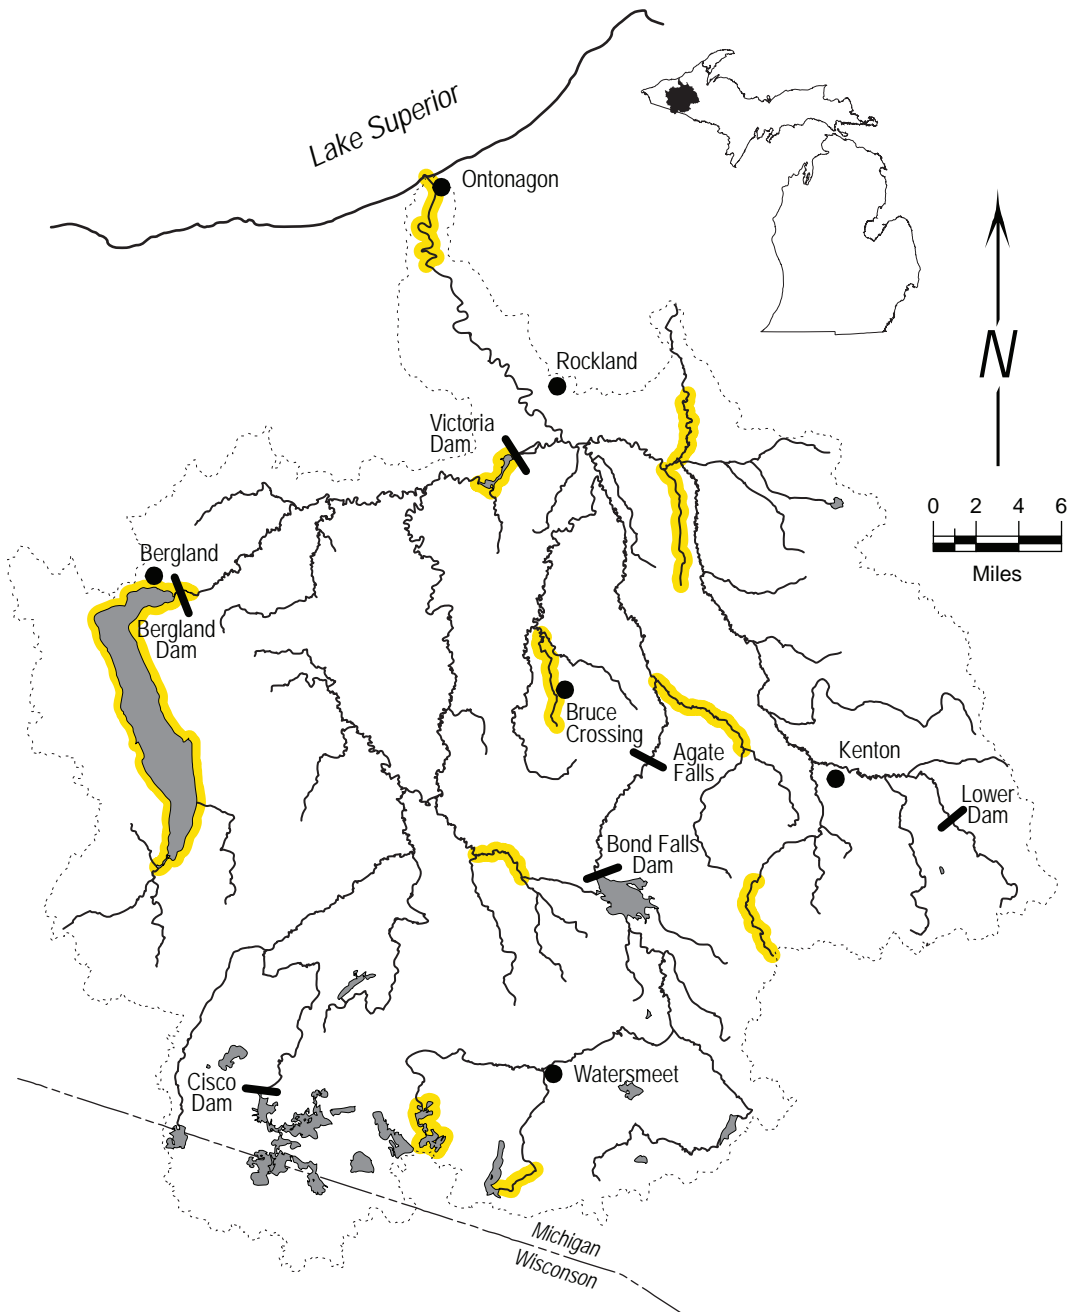 Lake Superior
Ontonagon
N
Rockland
Victoria
Dam
0 2 4 6
Miles
Bergland
Bergland
Dam
Bruce
Crossing
Agate
Falls
Kenton
Lower
Dam
Bond Falls
Dam
Cisco
Dam
Watersmeet
Michigan
Wisconson